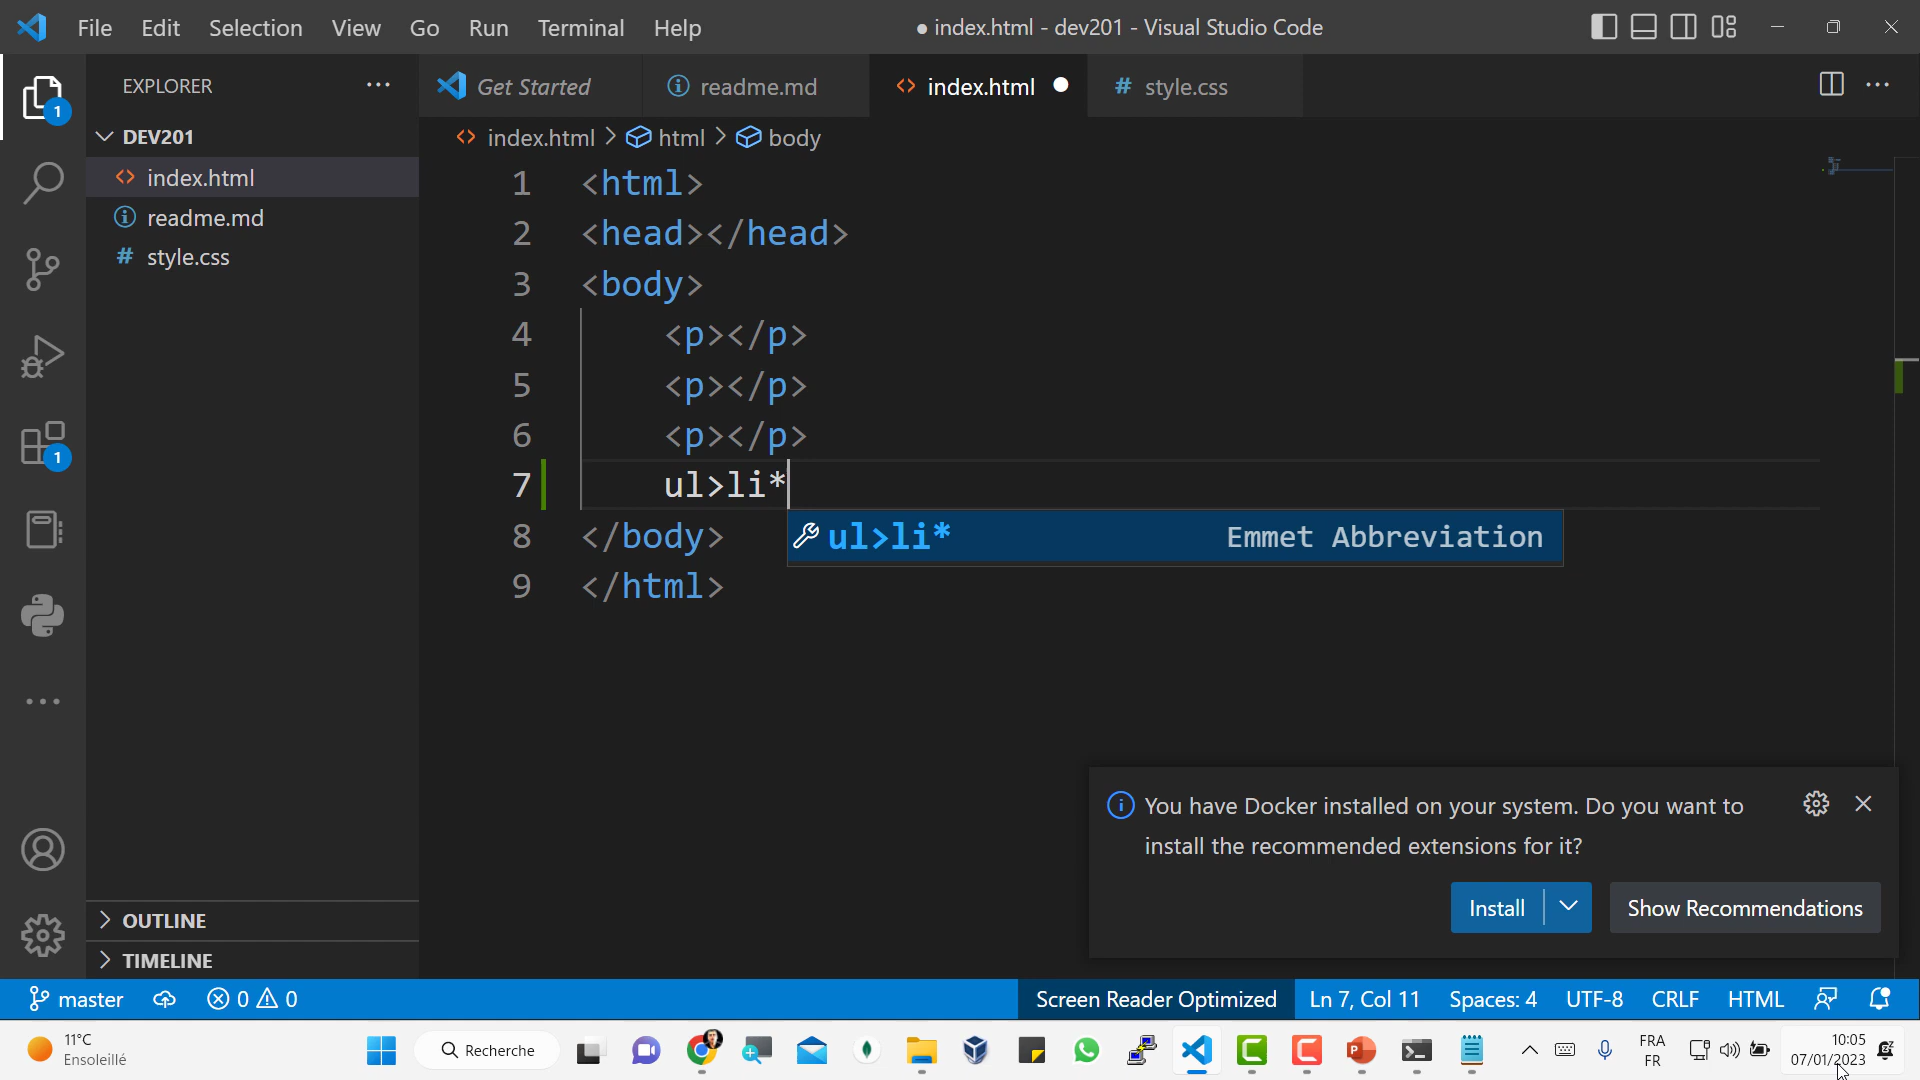 File Edit Selection View Go Run Terminal Help
● index.html - dev201 - Visual Studio Code
EXPLORER
1
DEV201
index.html
readme.md
style.css
1
OUTLINE
TIMELINE
Get Started
readme.md
index.html
# style.css
index.html > html > body
1 <html>
2 <head></head>
3 <body>
4 <p></p>
5 <p></p>
6 <p></p>
7 ul>li*
ul>li* Emmet Abbreviation
8 </body>
9 </html>
You have Docker installed on your system. Do you want to
install the recommended extensions for it?
Install
Show Recommendations
master 0 0
Screen Reader Optimized Ln 7, Col 11 Spaces: 4 UTF-8 CRLF HTML
11°C
Ensoleillé
Recherche
FRA
FR
10:05
07/01/2023